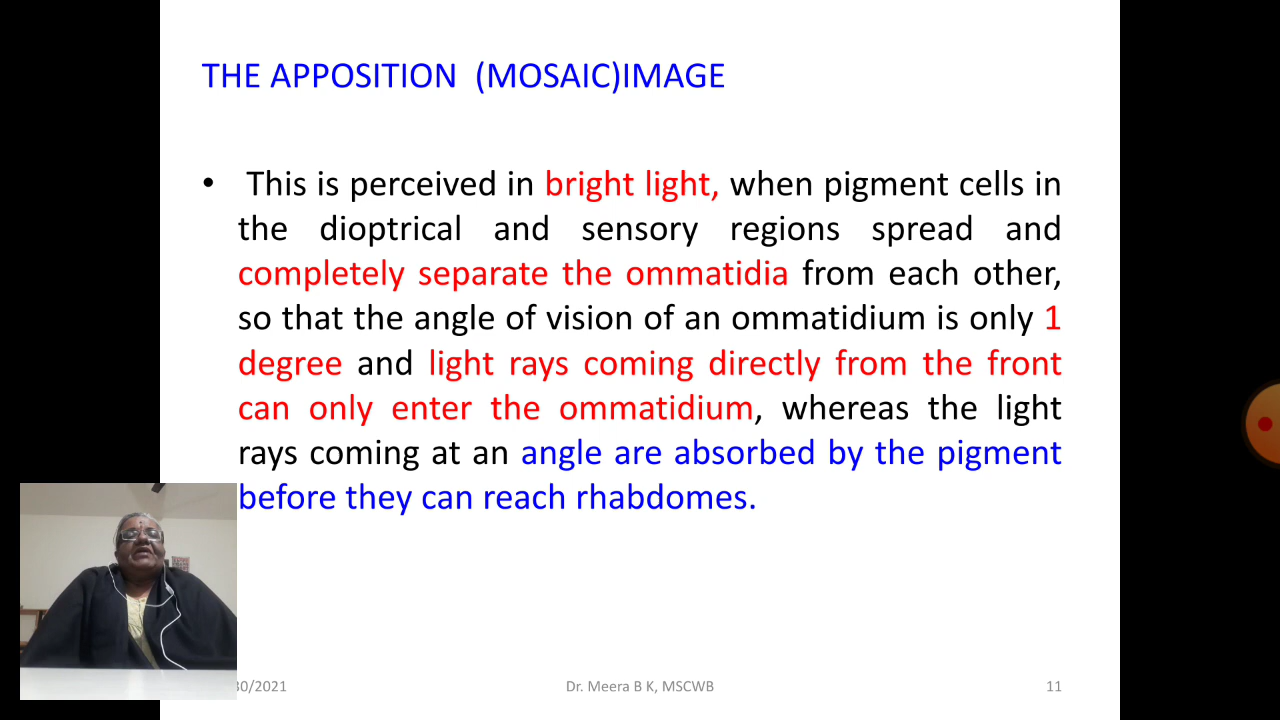 THE APPOSITION (MOSAIC)IMAGE
• This is perceived in bright light, when pigment cells in
the dioptrical and sensory regions spread and
completely separate the ommatidia from each other,
so that the angle of vision of an ommatidium is only 1
degree and light rays coming directly from the front
can only enter the ommatidium, whereas the light
rays coming at an angle are absorbed by the pigment
before they can reach rhabdomes.
30/2021 Dr. Meera B K, MSCWB 11